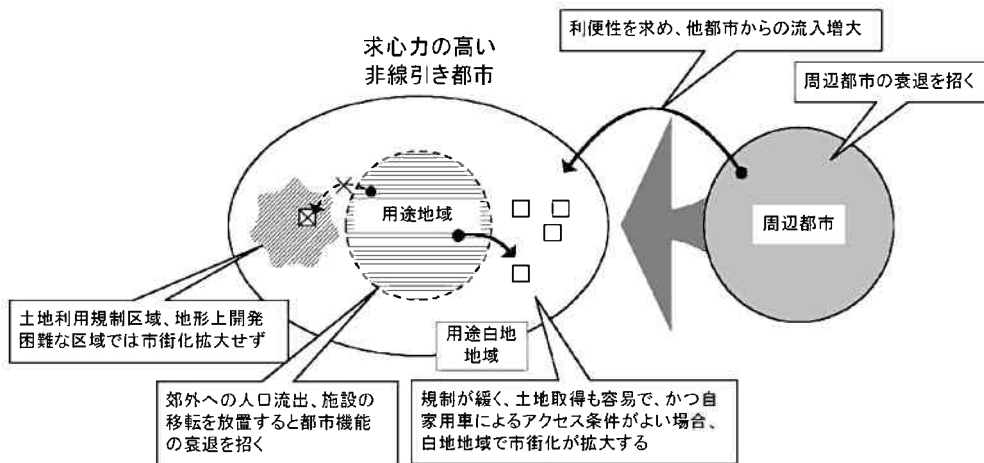 利便性を求め、他都市からの流入増大
求心力の高い
非線引き都市
周辺都市の衰退を招く
用途地域
周辺都市
土地利用規制区域、地形上開発
困難な区域では市街化拡大せず
用途白地
地域
郊外への人口流出、施設の
移転を放置すると都市機能
の衰退を招く
規制が緩く、土地取得も容易で、かつ自
家用車によるアクセス条件がよい場合、
白地地域で市街化が拡大する